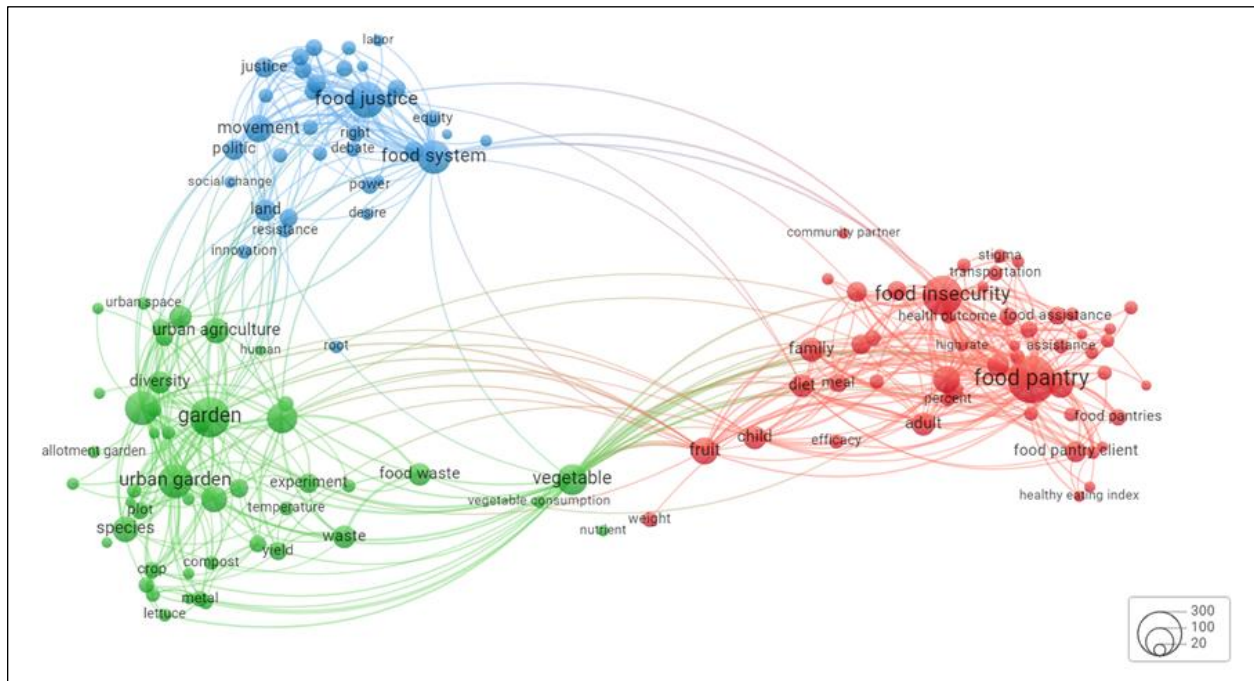 labor
justice
food justice
equity
movement
right
politic
debate
food system
social change
power
land
desire
resistance
innovation
community partner
stigma
transportation
food insecurity
urban space
health outcome
food assistance
urban agriculture
human
root
high rate
assistance
family
diversity
diet
meal
food pantry
percent
garden
food pantries
adult
allotment garden
child
efficacy
fruit
food pantry client
urban garden
food waste
vegetable
experiment
vegetable consumption
healthy eating index
plot
temperature
species
weight
nutrient
waste
yield
compost
crop
metal
lettuce
300
100
20